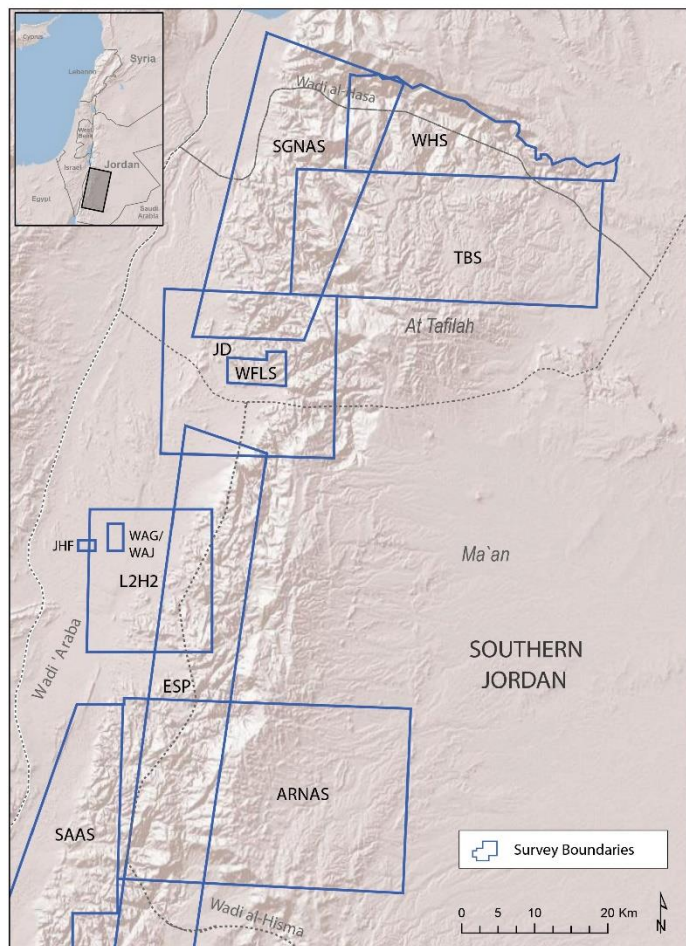 Cyprus
Syria
Lebanon
West
Bank
Israel
Jordan
Egypt
Saudi
Arabia
Wadi al-Hasa
SGNAS
WHS
TBS
At Tafilah
JD
WFLS
JHF
WAG/
WAJ
L2H2
Ma`an
Wadi 'Araba
SOUTHERN
JORDAN
ESP
ARNAS
SAAS
Survey Boundaries
Wadi al-Hisma
N
0 5 10 20 Km